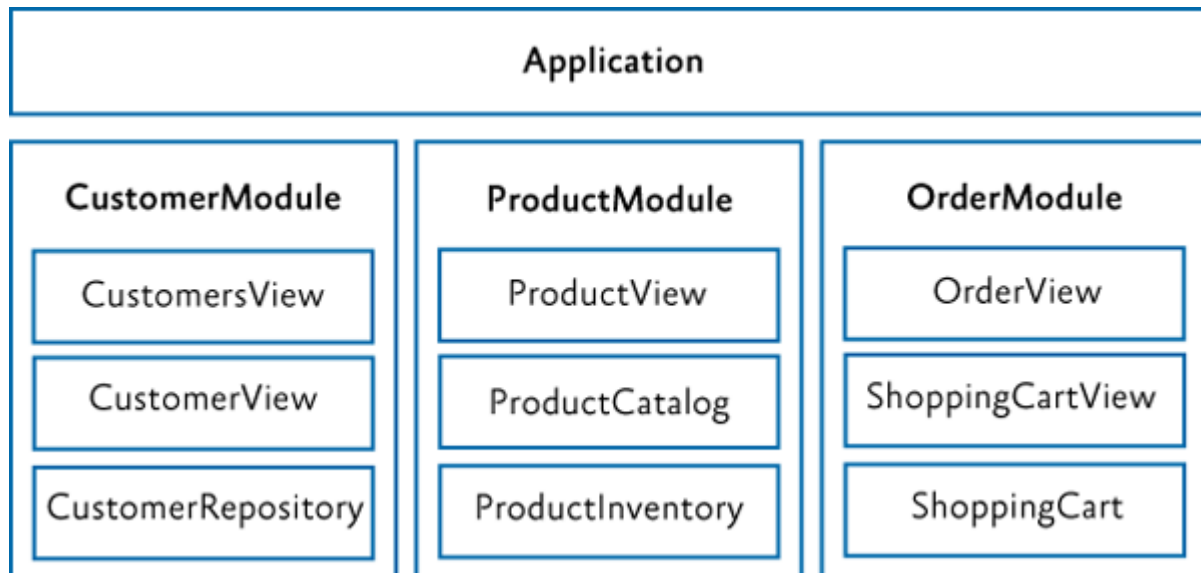 Application
CustomerModule
CustomersView
CustomerView
CustomerRepository
ProductModule
ProductView
ProductCatalog
ProductInventory
OrderModule
OrderView
ShoppingCartView
ShoppingCart